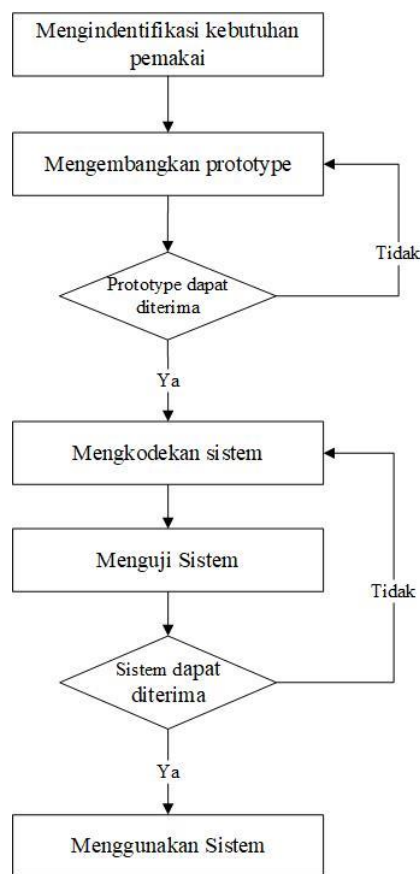 Mengindentifikasi kebutuhan
pemakai
Mengembangkan prototype
Tidak
Prototype dapat
diterima
Ya
Mengkodekan sistem
Menguji Sistem
Tidak
Sistem dapat
diterima
Ya
Menggunakan Sistem